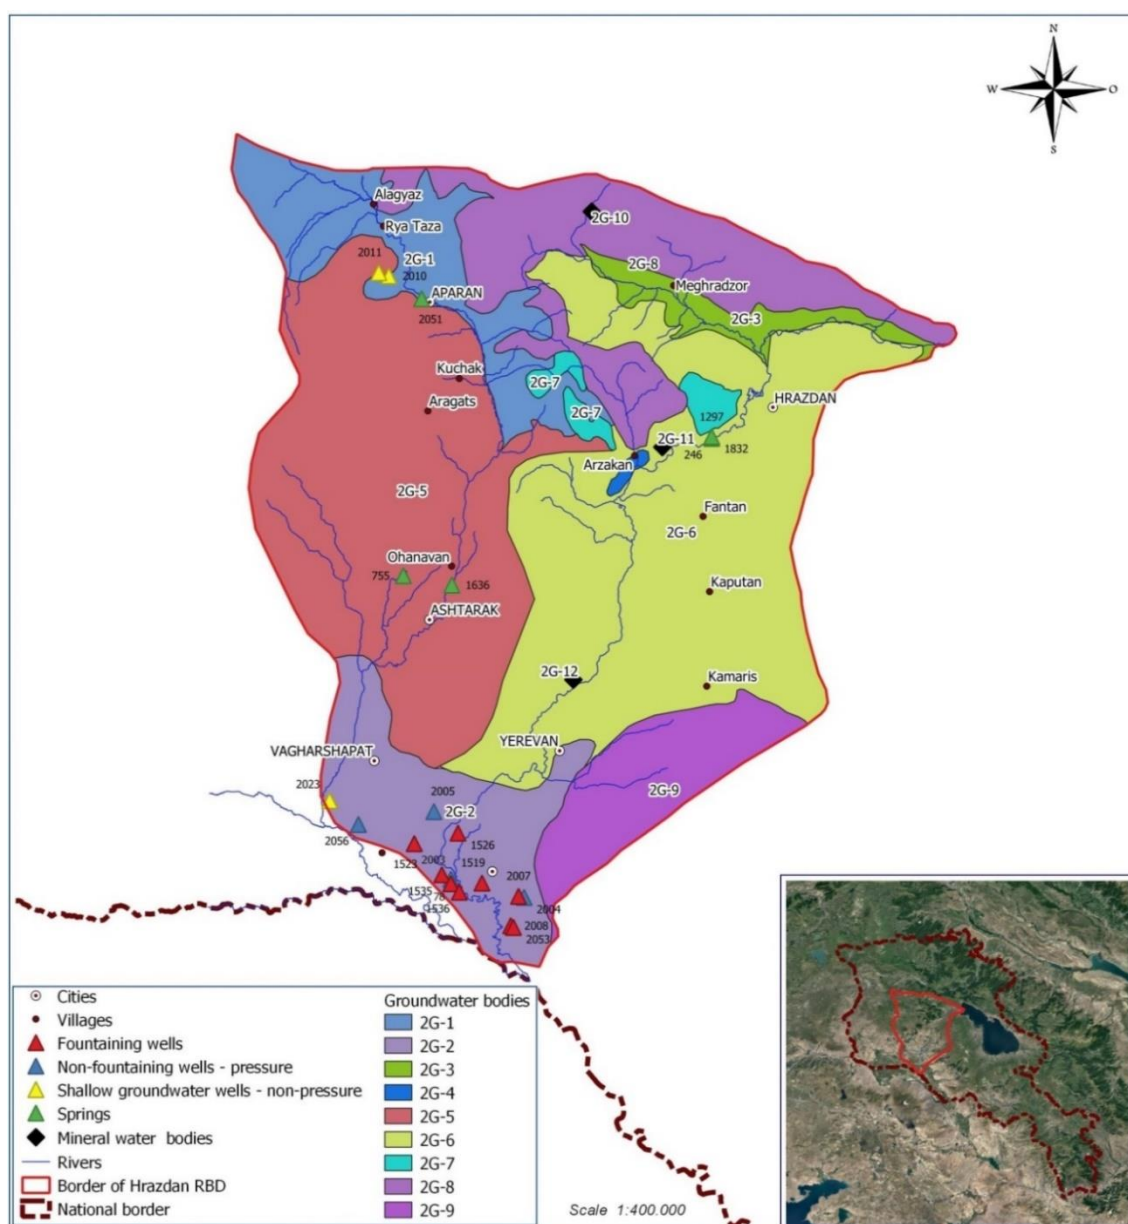 N
W
O
S
2G-10
Alagyaz
Rya Taza
2011
2G-1
2010
2G-8
Meghradzor
APARAN
2051
2G-3
Kuchak
2G-7
HRAZDAN
Aragats
2G-7
1297
2G-11
246
1832
Arzakan
2G-5
Fantan
2G-6
Ohanavan
755
1636
Kaputan
ASHTARAK
2G-12
Kamaris
YEREVAN
VAGHARSHAPAT
2G-9
2023
2005
2G-2
2056
1526
1523
2003
1519
2007
1535
76
1536
2004
2008
2053
Cities
Villages
Fountaining wells
Non-fountaining wells - pressure
Shallow groundwater wells - non-pressure
Springs
Mineral water bodies
Rivers
Border of Hrazdan RBD
National border
Groundwater bodies
2G-1
2G-2
2G-3
2G-4
2G-5
2G-6
2G-7
2G-8
2G-9
Scale 1:400.000